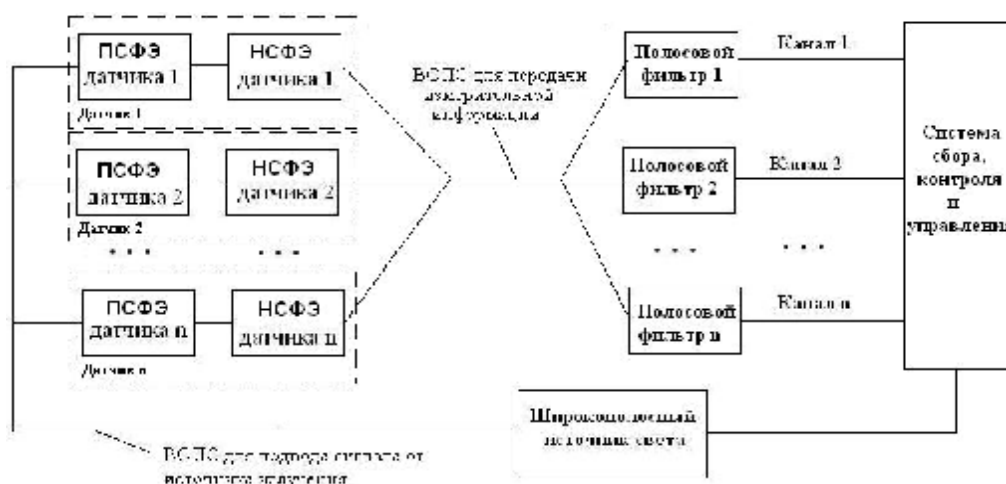 ПСФЭ
датчика 1
НСФЭ
датчика 1
Датчик 1
ПСФЭ
датчика 2
НСФЭ
датчика 2
Датчик 2
. . .
. . .
ПСФЭ
датчика n
НСФЭ
датчика n
Датчик n
ВОЛС для подвода сигнала от
источника излучения
ВОЛС для передачи
измерительной
информации
Полосовой
фильтр 1
Канал 1
Полосовой
фильтр 2
Канал 2
. . .
. . .
Полосовой
фильтр n
Канал n
Система
сбора,
контроля
и
управления
Широкополосный
источник света